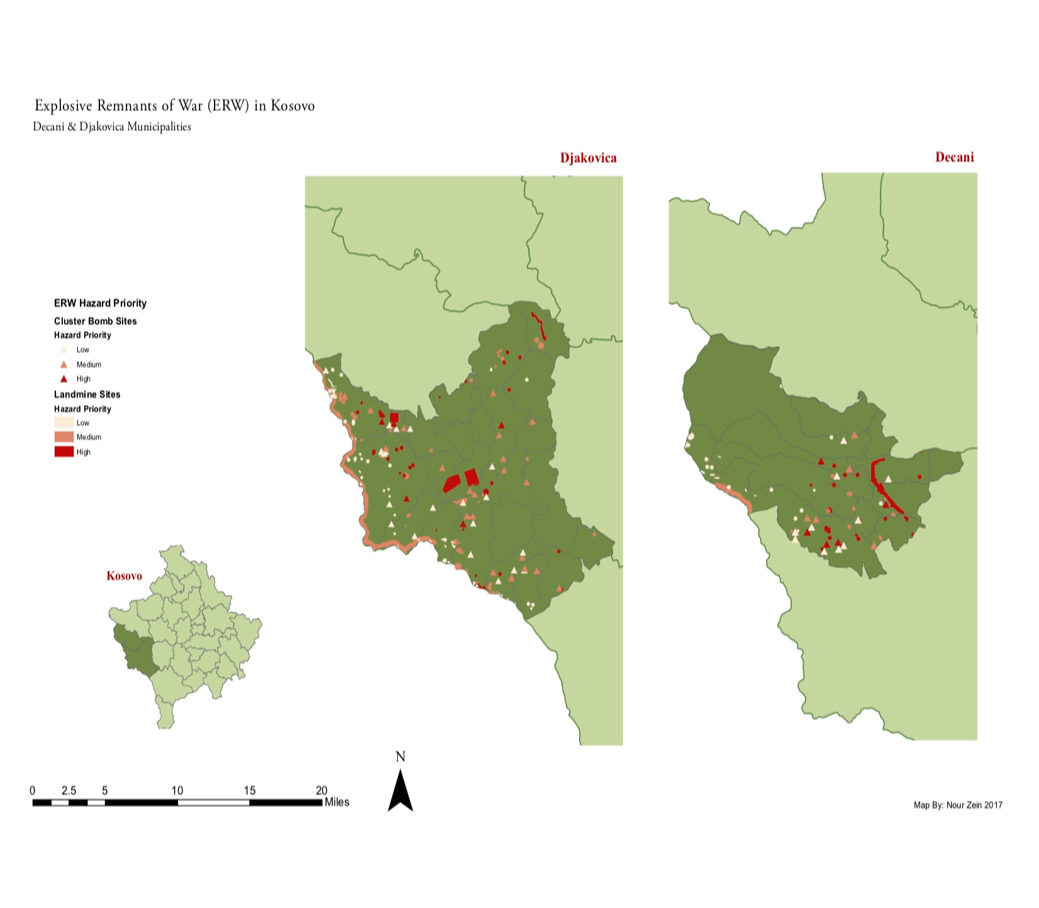 Explosive Remnants of War (ERW) in Kosovo
Decani & Djakovica Municipalities
Djakovica
Decani
ERW Hazard Priority
Cluster Bomb Sites
Hazard Priority
Low
Medium
High
Landmine Sites
Hazard Priority
Low
Medium
High
Kosovo
N
0 2.5 5 10 15 20
Miles
Map By: Nour Zein 2017